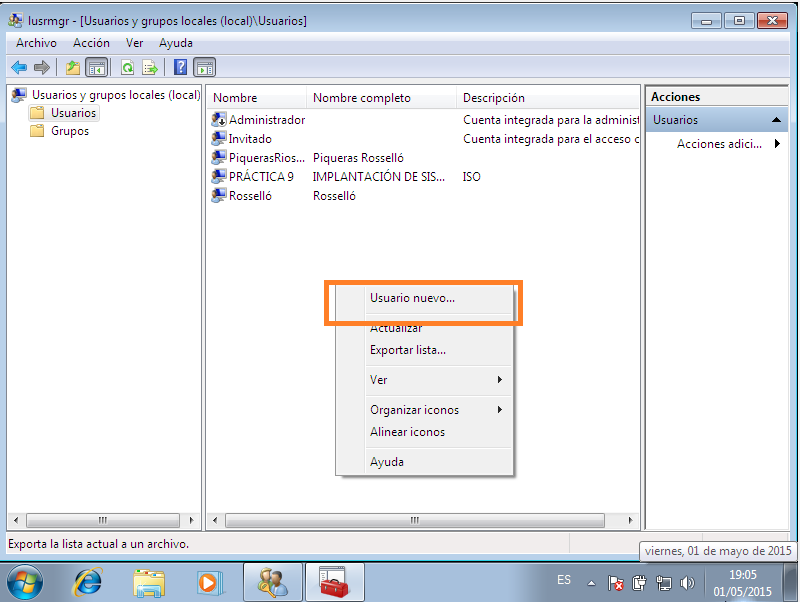 lusrmgr - [Usuarios y grupos locales (local)\Usuarios]
Archivo Acción Ver Ayuda
Usuarios y grupos locales (local)
Usuarios
Grupos
Nombre Nombre completo Descripción
Administrador Cuenta integrada para la administ
Invitado Cuenta integrada para el acceso c
PiquerasRios... Piqueras Rosselló
PRÁCTICA 9 IMPLANTACIÓN DE SIS... ISO
Rosselló Rosselló
Acciones
Usuarios
Acciones adici...
Usuario nuevo...
Actualizar
Exportar lista...
Ver
Organizar iconos
Alinear iconos
Ayuda
Exporta la lista actual a un archivo.
viernes, 01 de mayo de 2015
ES
19:05
01/05/2015